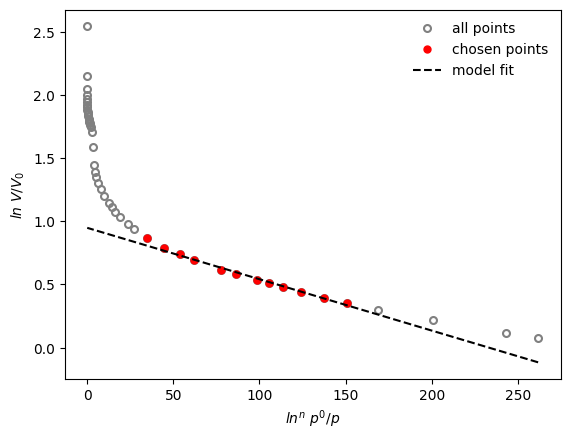 all points
chosen points
model fit
2.5
2.0
1.5
1.0
0.5
0.0
ln V/V₀
0 50 100 150 200 250
lnⁿ p⁰/p